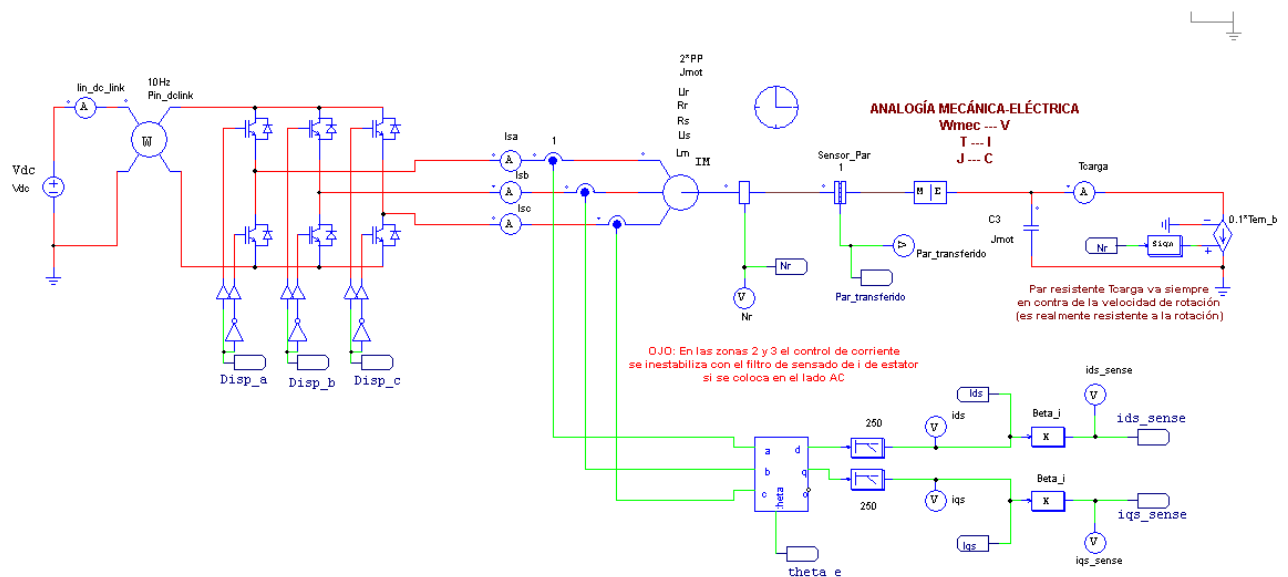 Iin_dc_link
A
10Hz
Pin_dclink
W
Vdc
Vdc
Disp_a
Disp_b
Disp_c
Isa
A
1
Isb
A
Isc
A
2*PP
Jmot
Rr
Rs
Lm
IM
Nr
V
Nr
Sensor_Par
1
V
Par_transferido
Par_transferido
M
E
ANALOGÍA MECÁNICA-ELÉCTRICA
Wmec --- V
T --- I
J --- C
C3
Jmot
Tcarga
A
0.1*Tem_b
Nr
Sign
Par resistente Tcarga va siempre
en contra de la velocidad de rotación
(es realmente resistente a la rotación)
OJO: En las zonas 2 y 3 el control de corriente
se inestabiliza con el filtro de sensado de i de estator
si se coloca en el lado AC
a
b
c
d
q
o
theta
theta_e
250
250
ids
V
V
iqs
Ids
Iqs
Beta_i
K
Beta_i
K
ids_sense
V
ids_sense
iqs_sense
V
iqs_sense